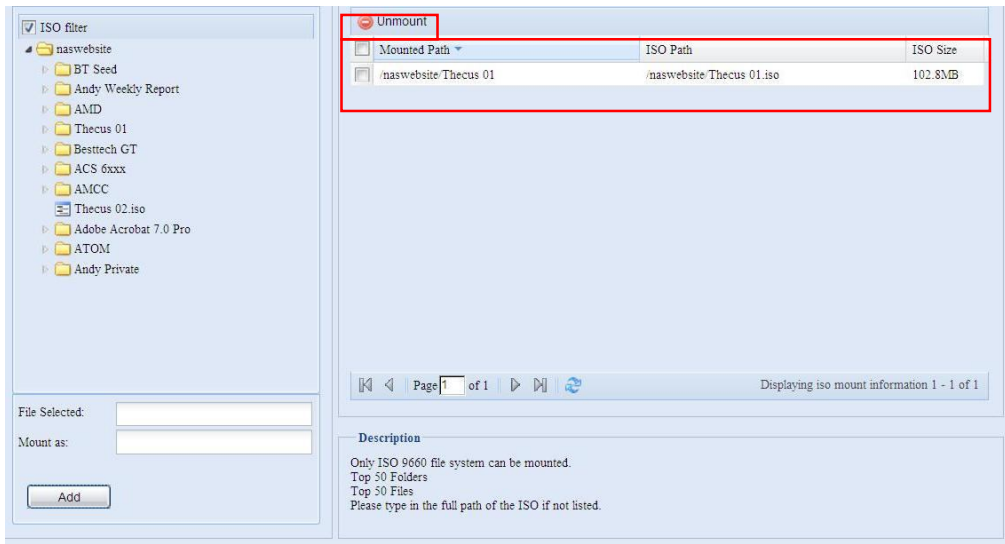 ISO filter
naswebsite
BT Seed
Andy Weekly Report
AMD
Thecus 01
Besttech GT
ACS 6xxx
AMCC
Thecus 02.iso
Adobe Acrobat 7.0 Pro
ATOM
Andy Private
File Selected:
Mount as:
Add
Unmount
Mounted Path ISO Path ISO Size
/naswebsite/Thecus 01 /naswebsite/Thecus 01.iso 102.8MB
Page 1 of 1 Displaying iso mount information 1 - 1 of 1
Description
Only ISO 9660 file system can be mounted.
Top 50 Folders
Top 50 Files
Please type in the full path of the ISO if not listed.